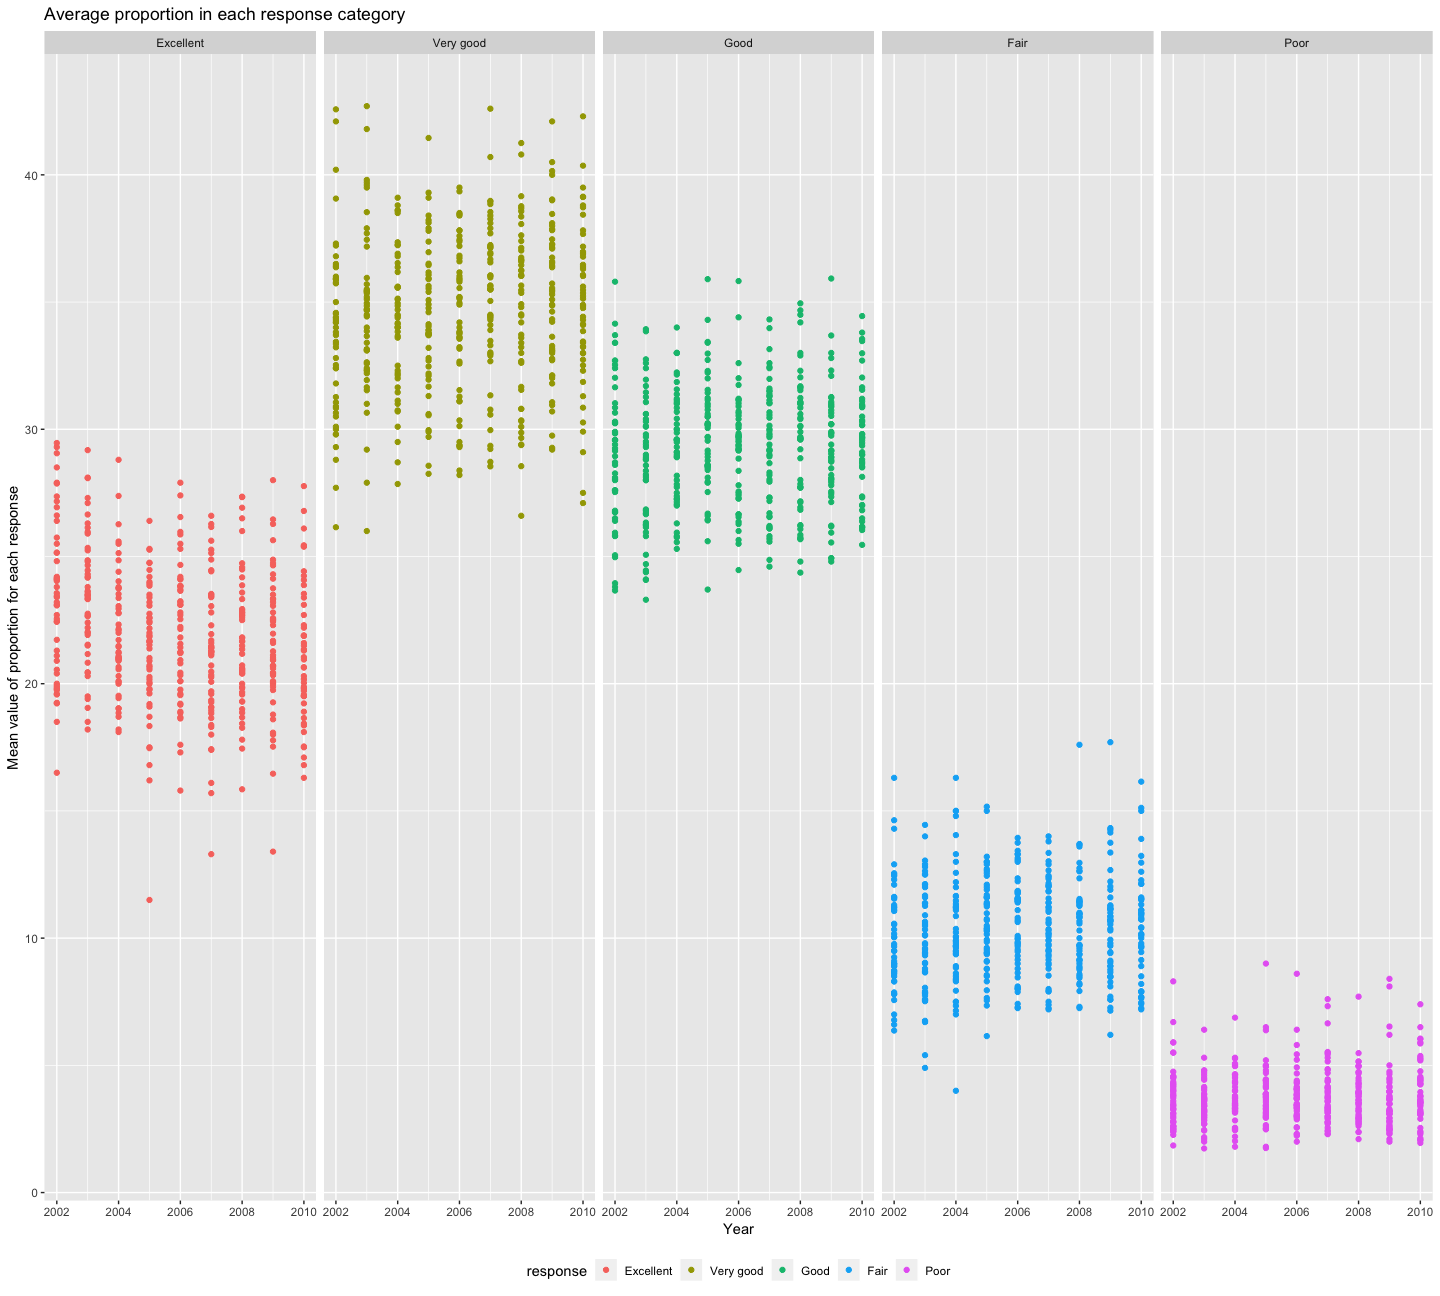 Average proportion in each response category
Excellent Very good Good Fair Poor
40
30
20
10
0
Mean value of proportion for each response
2002 2004 2006 2008 2010 2002 2004 2006 2008 2010 2002 2004 2006 2008 2010 2002 2004 2006 2008 2010 2002 2004 2006 2008 2010
Year
response Excellent Very good Good Fair Poor